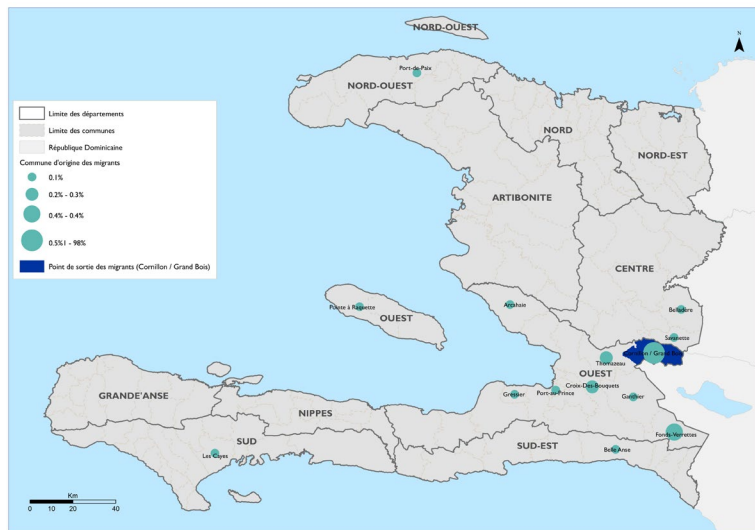 NORD-OUEST
N
Port-de-Paix
NORD-OUEST
NORD
NORD-EST
ARTIBONITE
CENTRE
Limite des départements
Limite des communes
République Dominicaine
Commune d'origine des migrants
0.1%
0.2% - 0.3%
0.4% - 0.4%
0.5%1 - 98%
Point de sortie des migrants (Cornillon / Grand Bois)
Pointe à Raquette
OUEST
Arcahaie
Belladère
Savanette
Cornillon / Grand Bois
Thomazeau
OUEST
Croix-Des-Bouquets
Gressier
Port-au-Prince
Ganthier
Fonds-Verrettes
GRANDE'ANSE
NIPPES
SUD
Les Cayes
SUD-EST
Belle Anse
Km
0 10 20 40